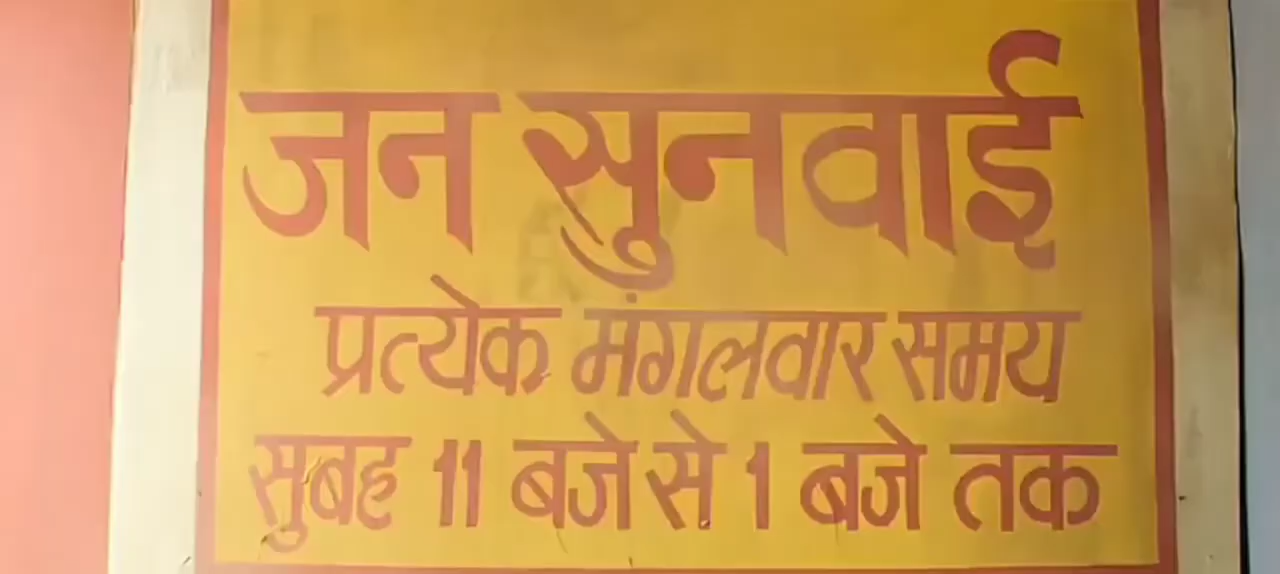 जन सुनवाई
प्रत्येक मंगलवार समय
सुबह 11 बजे से 1 बजे तक